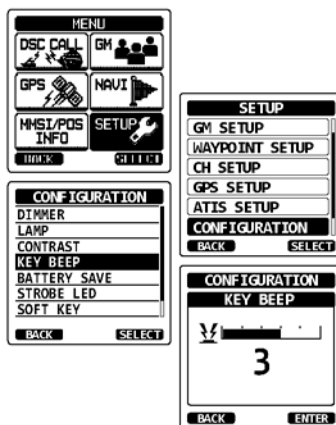 MENU
DSC CALL GM
GPS NAVI
MMSI/POS SETUP
INFO
BACK SELECT
SETUP
GM SETUP
WAYPOINT SETUP
CH SETUP
GPS SETUP
ATIS SETUP
CONFIGURATION
BACK SELECT
CONFIGURATION
DIMMER
LAMP
CONTRAST
KEY BEEP
BATTERY SAVE
STROBE LED
SOFT KEY
BACK SELECT
CONFIGURATION
KEY BEEP
3
BACK ENTER